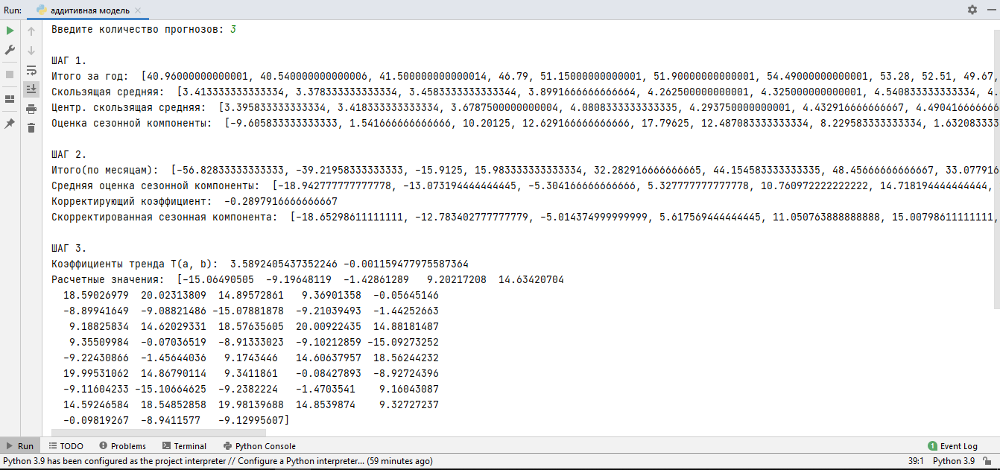 Run: аддитивная модель
Введите количество прогнозов: 3
ШАГ 1.
Итого за год:  [40.96000000000001, 40.540000000000006, 41.500000000000014, 46.79, 51.15000000000001, 51.90000000000001, 54.49000000000001, 53.28, 52.51, 49.67,
Скользящая средняя:  [3.413333333333334, 3.378333333333334, 3.4583333333333344, 3.8991666666666664, 4.262500000000001, 4.325000000000001, 4.540833333333334, 4.
Центр. скользящая средняя:  [3.395833333333334, 3.418333333333334, 3.6787500000000004, 4.0808333333333335, 4.293750000000001, 4.432916666666667, 4.490416666666
Оценка сезонной компоненты:  [-9.605833333333333, 1.541666666666666, 10.20125, 12.629166666666666, 17.79625, 12.487083333333334, 8.229583333333334, 1.632083333
ШАГ 2.
Итого(по месяцам):  [-56.82833333333333, -39.21958333333333, -15.9125, 15.983333333333334, 32.282916666666665, 44.154583333333335, 48.45666666666667, 33.077916
Средняя оценка сезонной компоненты:  [-18.942777777777778, -13.073194444444445, -5.304166666666666, 5.327777777777778, 10.760972222222222, 14.718194444444444,
Корректирующий коэффициент:  -0.2897916666666667
Скорректированная сезонная компонента:  [-18.65298611111111, -12.783402777777779, -5.014374999999999, 5.617569444444445, 11.050763888888888, 15.00798611111111,
ШАГ 3.
Коэффициенты тренда T(a, b):  3.5892405437352246 -0.001159477975587364
Расчетные значения:  [-15.06490505  -9.19648119  -1.42861289   9.20217208  14.63420704
18.59026979  20.02313809  14.89572861   9.36901358  -0.05645146
-8.89941649  -9.08821486 -15.07881878  -9.21039493  -1.44252663
9.18825834  14.62029331  18.57635605  20.00922435  14.88181487
9.35509984  -0.07036519  -8.91333023  -9.10212859 -15.09273252
-9.22430866  -1.45644036   9.1743446   14.60637957  18.56244232
19.99531062  14.86790114   9.3411861   -0.08427893  -8.92724396
-9.11604233 -15.10664625  -9.2382224   -1.4703541    9.16043087
14.59246584  18.54852858  19.98139688  14.8539874    9.32727237
-0.09819267  -8.9411577   -9.12995607]
Run TODO Problems Terminal Python Console 1 Event Log
Python 3.9 has been configured as the project interpreter // Configure a Python interpreter... (59 minutes ago) 39:1 Python 3.9